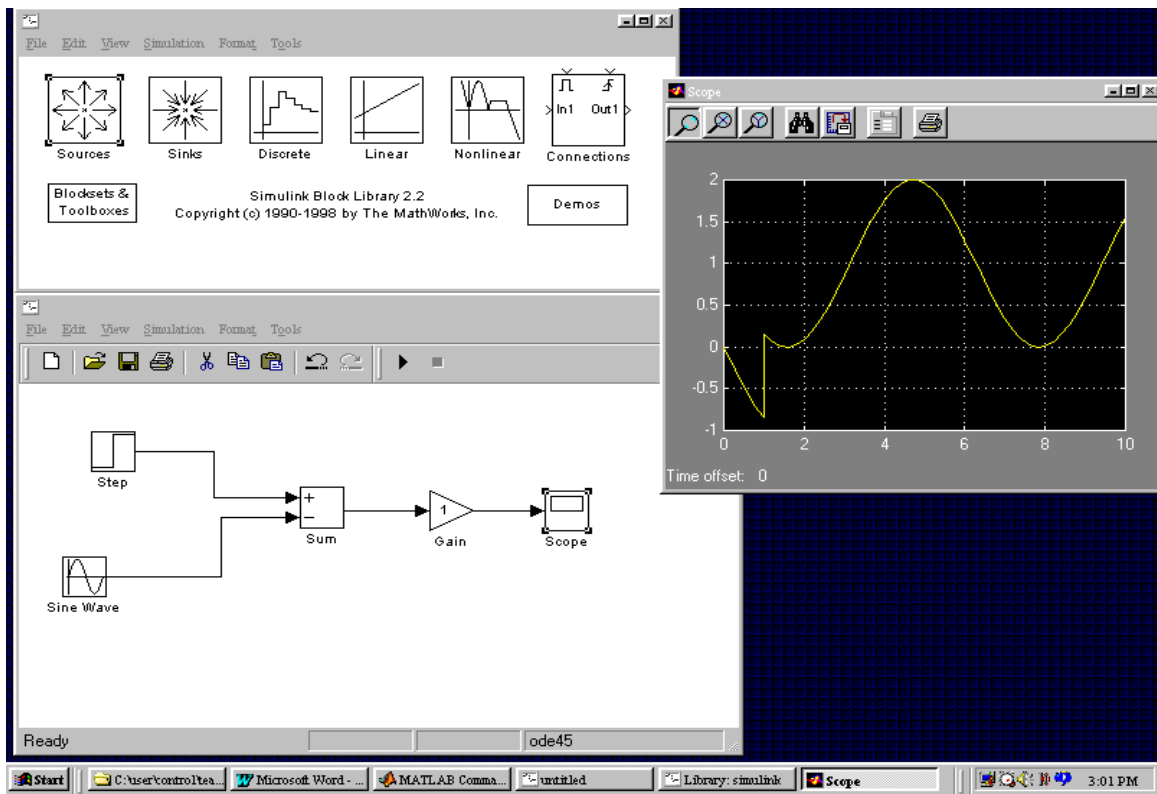 File Edit View Simulation Format Tools
Sources
Sinks
Discrete
Linear
Nonlinear
In1 Out1
Connections
Blocksets &
Toolboxes
Simulink Block Library 2.2
Copyright (c) 1990-1998 by The MathWorks, Inc.
Demos
File Edit View Simulation Format Tools
Step
Sine Wave
+
−
Sum
1
Gain
Scope
Ready
ode45
Scope
2
1.5
1
0.5
0
-0.5
-1
0 2 4 6 8 10
Time offset: 0
Start
C:\user\control\tea...
Microsoft Word - ...
MATLAB Comma...
untitled
Library: simulink
Scope
3:01 PM